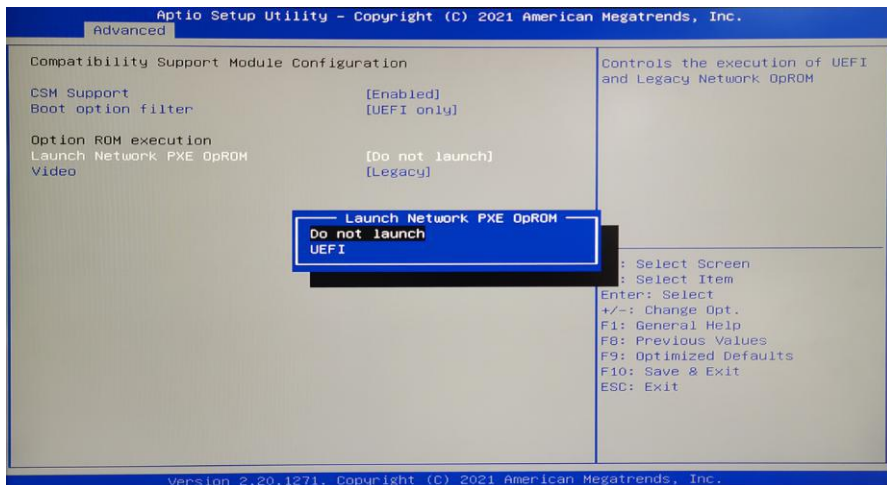 Aptio Setup Utility – Copyright (C) 2021 American Megatrends, Inc.
Advanced
Compatibility Support Module Configuration
CSM Support [Enabled]
Boot option filter [UEFI only]
Option ROM execution
Launch Network PXE OpROM [Do not launch]
Video [Legacy]
Controls the execution of UEFI
and Legacy Network OpROM
Launch Network PXE OpROM
Do not launch
UEFI
: Select Screen
: Select Item
Enter: Select
+/-: Change Opt.
F1: General Help
F8: Previous Values
F9: Optimized Defaults
F10: Save & Exit
ESC: Exit
Version 2.20.1271. Copyright (C) 2021 American Megatrends, Inc.